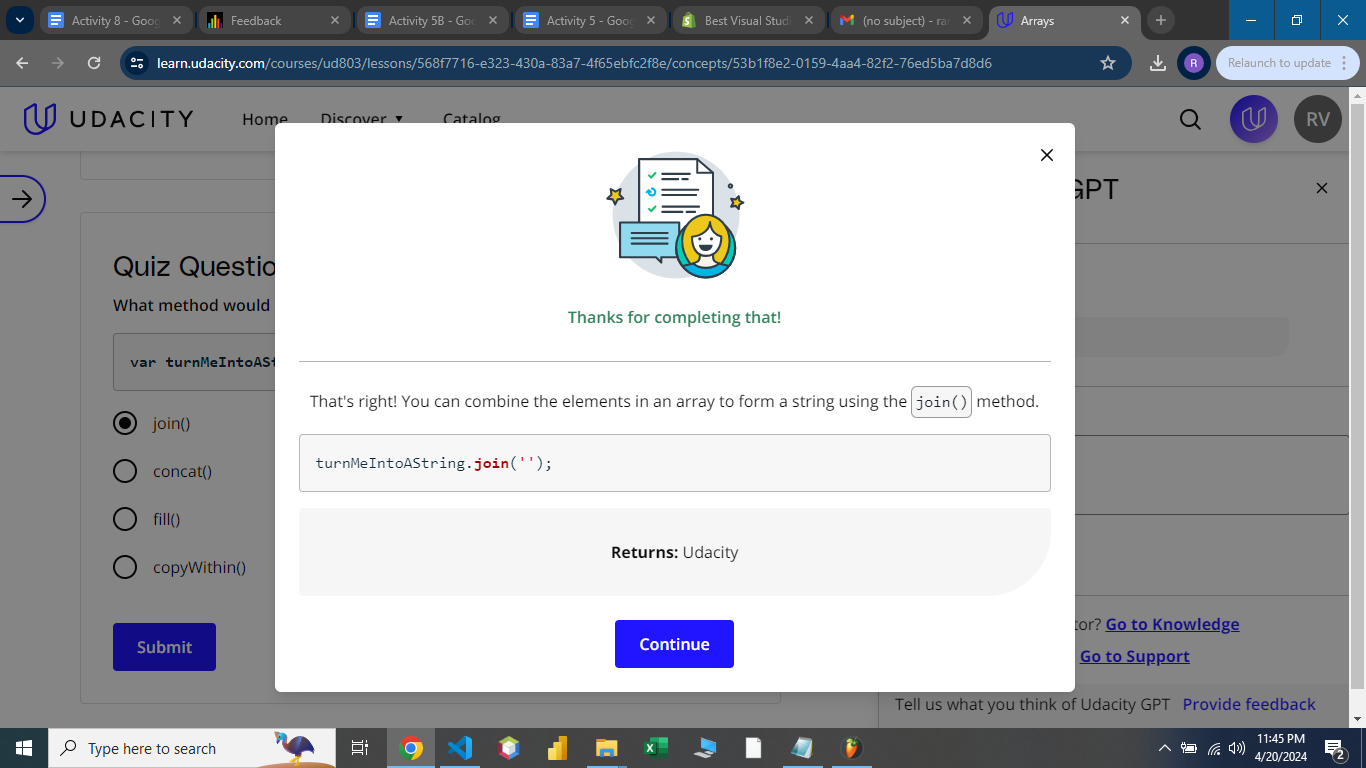 Activity 8 - Goog
Feedback
Activity 5B - Goo
Activity 5 - Goog
Best Visual Studi
(no subject) - rar
Arrays
learn.udacity.com/courses/ud803/lessons/568f7716-e323-430a-83a7-4f65ebfc2f8e/concepts/53b1f8e2-0159-4aa4-82f2-76ed5ba7d8d6
R
Relaunch to update
UDACITY
Home
Discover
Catalog
RV
GPT
Thanks for completing that!
Quiz Questio
What method would
var turnMeIntoASt
join()
concat()
fill()
copyWithin()
Submit
That's right! You can combine the elements in an array to form a string using the join() method.
turnMeIntoAString.join('');
Returns: Udacity
Continue
tor? Go to Knowledge
Go to Support
Tell us what you think of Udacity GPT Provide feedback
Type here to search
11:45 PM
4/20/2024
2